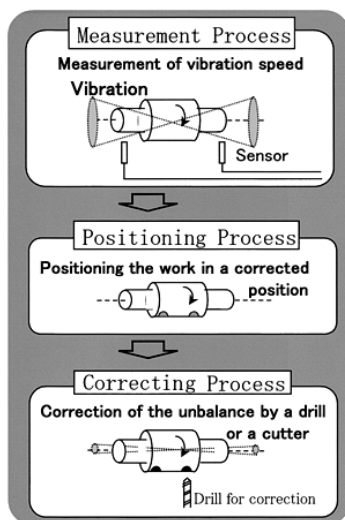 Measurement Process
Measurement of vibration speed
Vibration
Sensor
Positioning Process
Positioning the work in a corrected
position
Correcting Process
Correction of the unbalance by a drill
or a cutter
Drill for correction